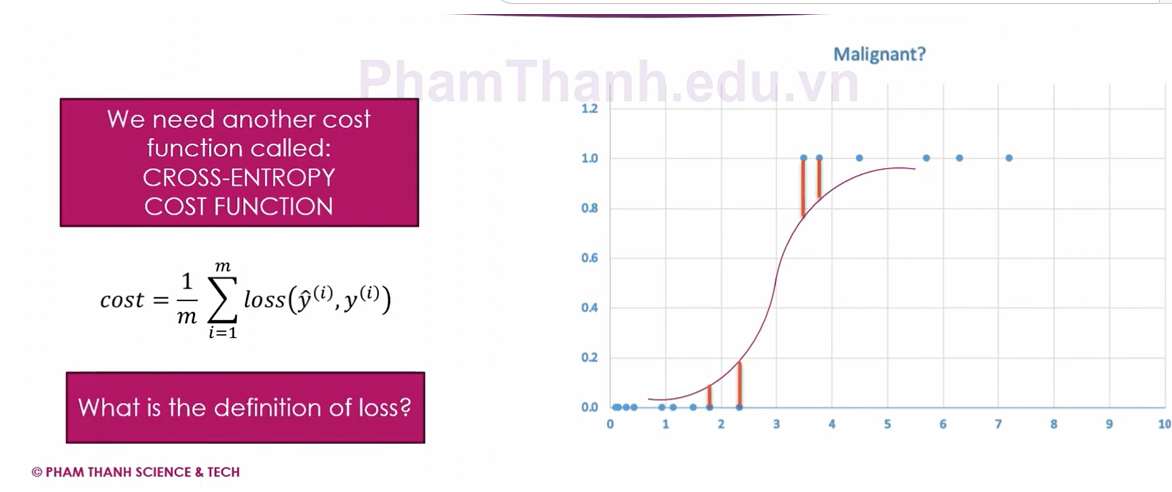 PhamThanh.edu.vn
We need another cost
function called:
CROSS-ENTROPY
COST FUNCTION
cost = \frac{1}{m} \sum_{i=1}^{m} loss(ŷ^{(i)}, y^{(i)})
What is the definition of loss?
© PHAM THANH SCIENCE & TECH
Malignant?
1.2
1.0
0.8
0.6
0.4
0.2
0.0
0 1 2 3 4 5 6 7 8 9 10